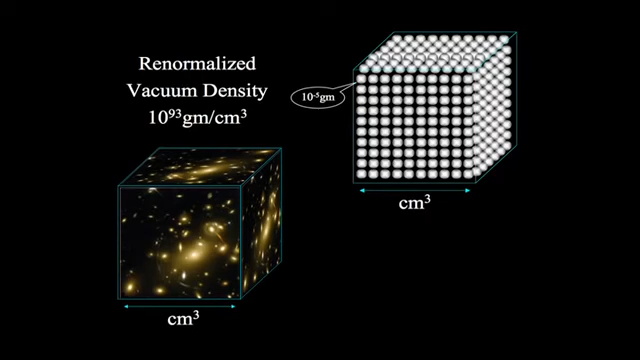 Renormalized
Vacuum Density
10⁹³gm/cm³
10⁻⁵gm
cm³
cm³